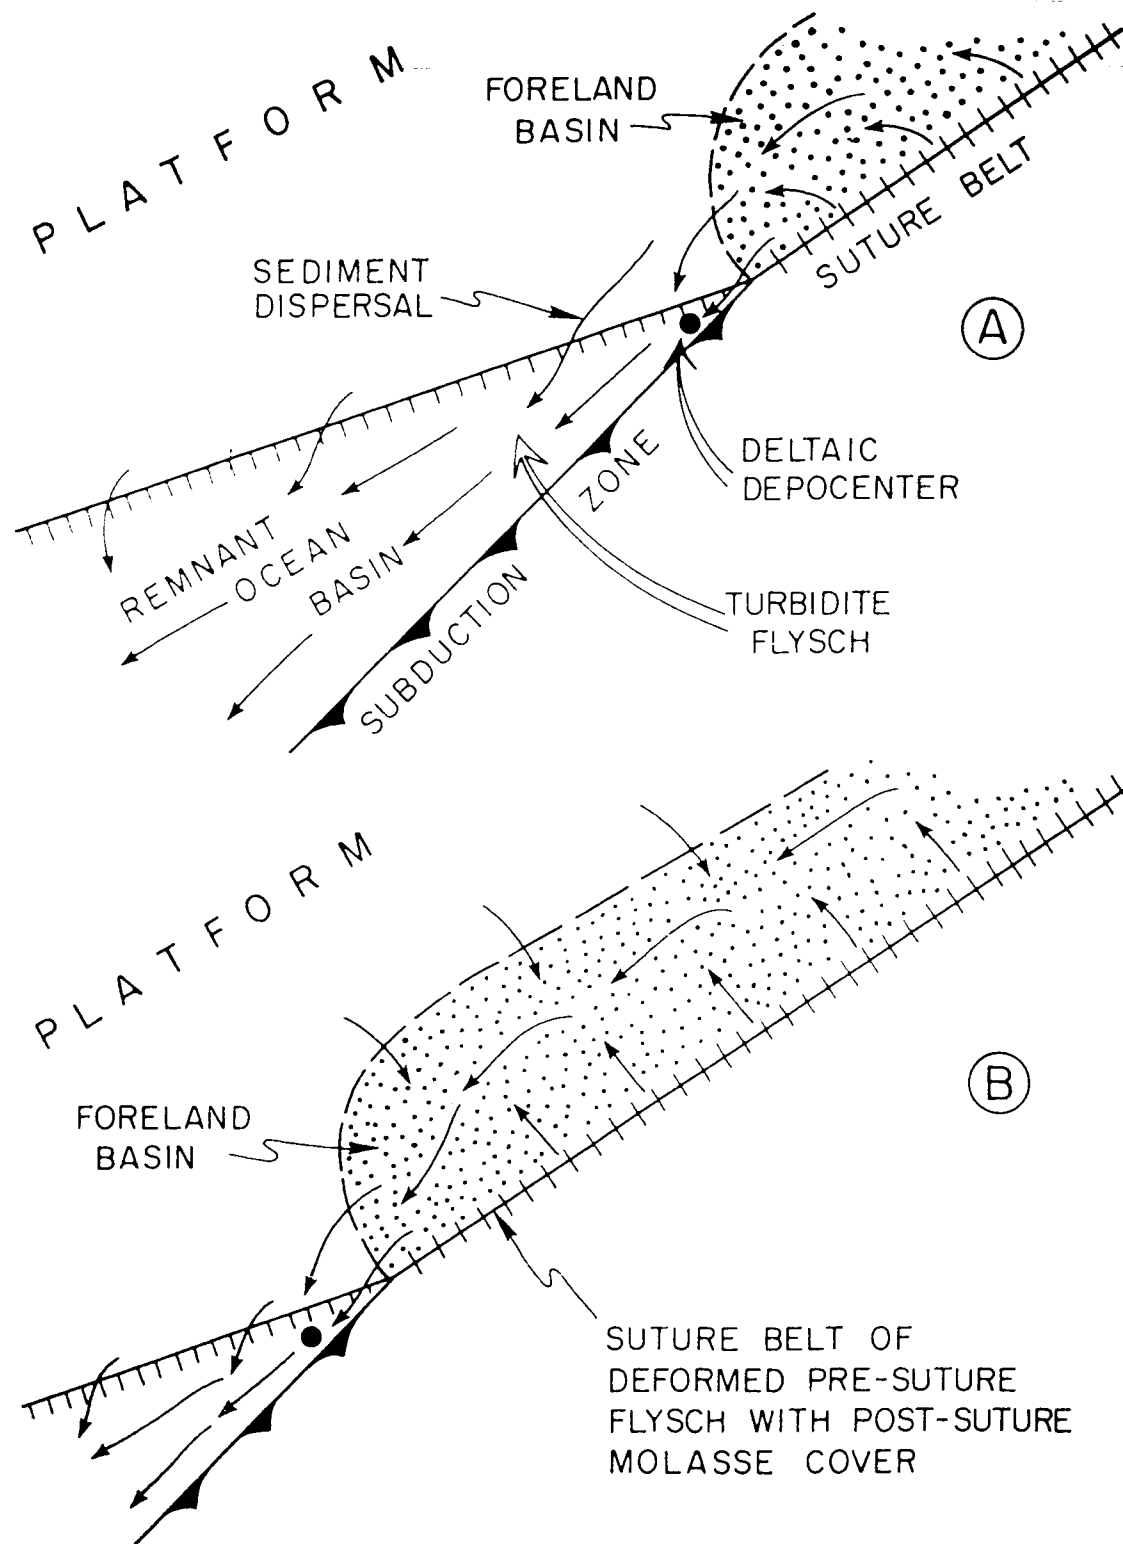 PLATFORM
FORELAND
BASIN
SUTURE BELT
SEDIMENT
DISPERSAL
A
DELTAIC
DEPOCENTER
REMNANT
OCEAN
BASIN
SUBDUCTION ZONE
TURBIDITE
FLYSCH
PLATFORM
B
FORELAND
BASIN
SUTURE BELT OF
DEFORMED PRE-SUTURE
FLYSCH WITH POST-SUTURE
MOLASSE COVER